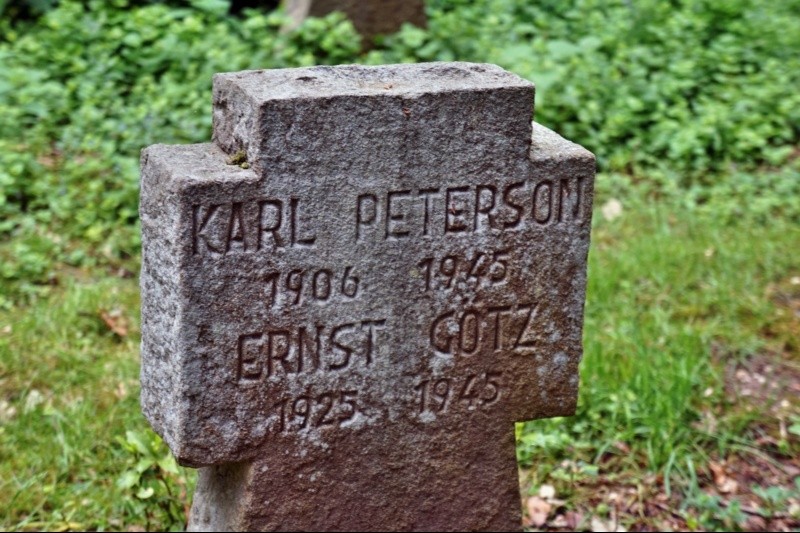 KARL PETERSON
1906 1945
ERNST GÖTZ
1925 1945